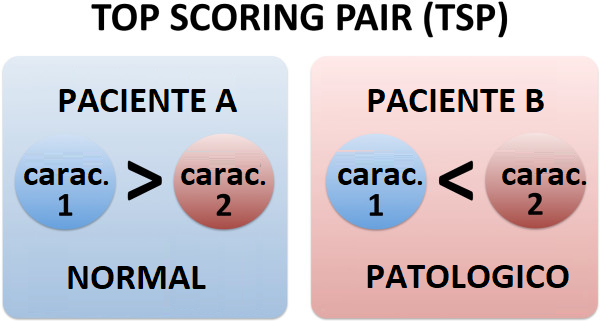 TOP SCORING PAIR (TSP)
PACIENTE A
carac. 1 > carac. 2
NORMAL
PACIENTE B
carac. 1 < carac. 2
PATOLOGICO